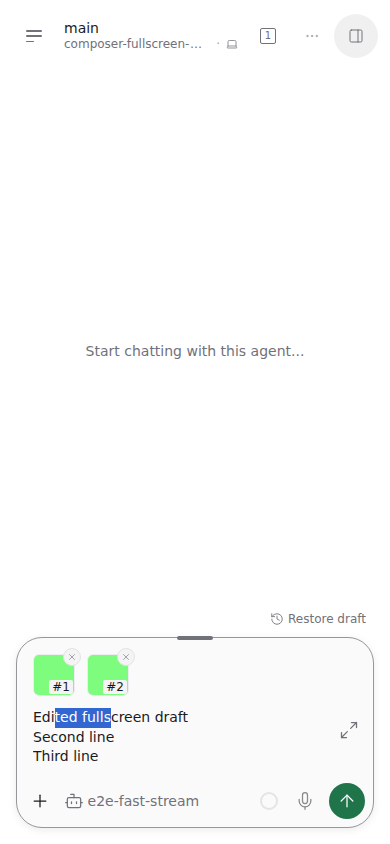 main
composer-fullscreen-...
1
Start chatting with this agent...
Restore draft
#1 #2
Edited fullscreen draft
Second line
Third line
e2e-fast-stream